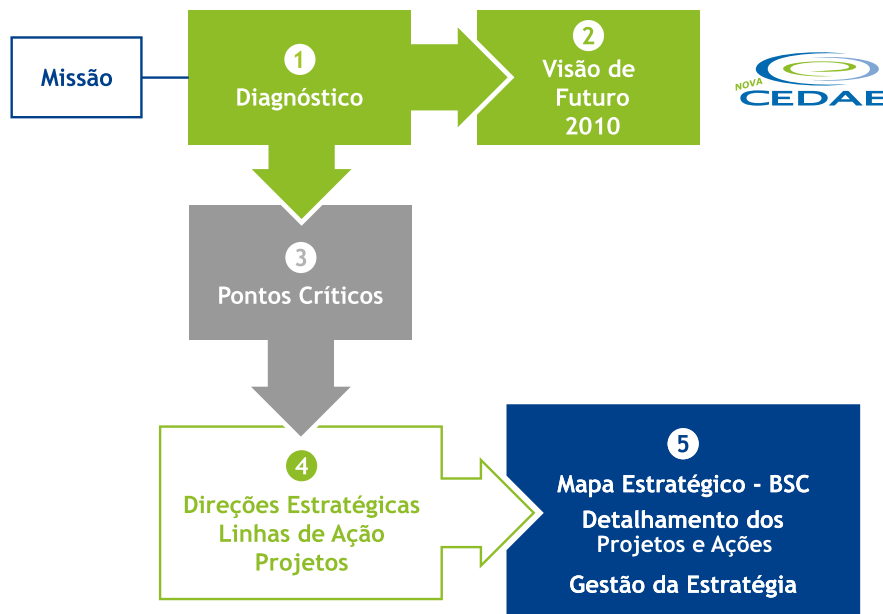 Missão
1
Diagnóstico
2
Visão de
Futuro
2010
NOVA
CEDAE
3
Pontos Críticos
4
Direções Estratégicas
Linhas de Ação
Projetos
5
Mapa Estratégico - BSC
Detalhamento dos
Projetos e Ações
Gestão da Estratégia